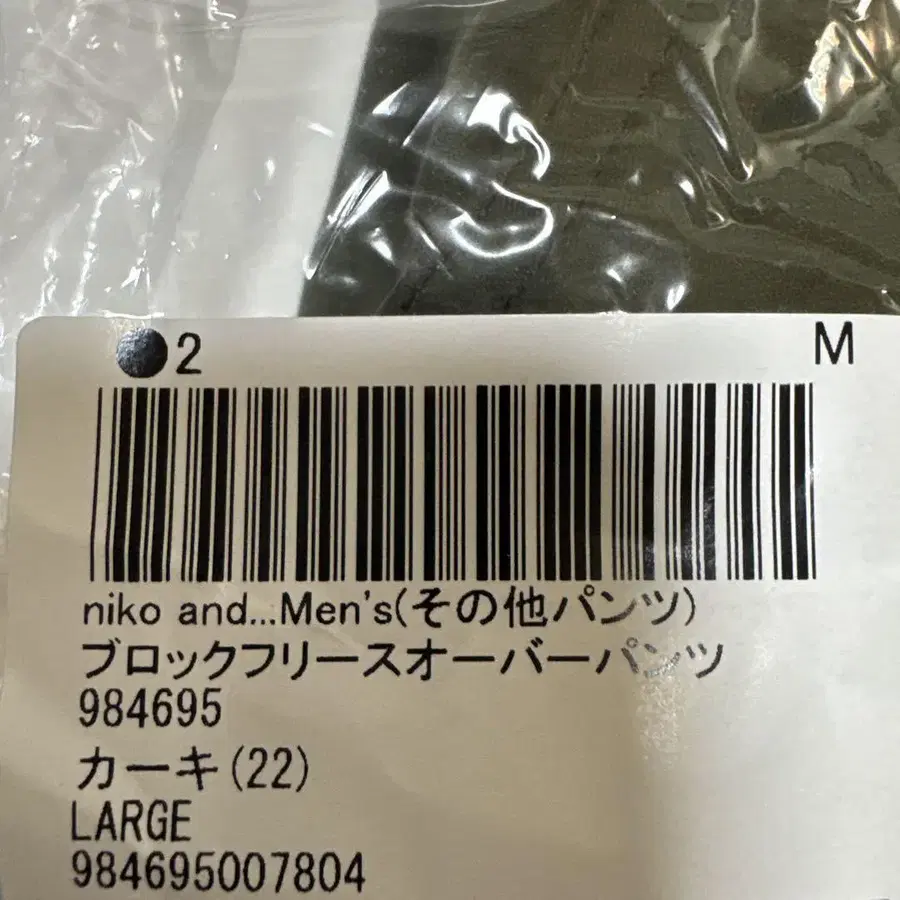 ●2 M
niko and...Men's(その他パンツ)
ブロックフリースオーバーパンツ
984695
カーキ(22)
LARGE
984695007804